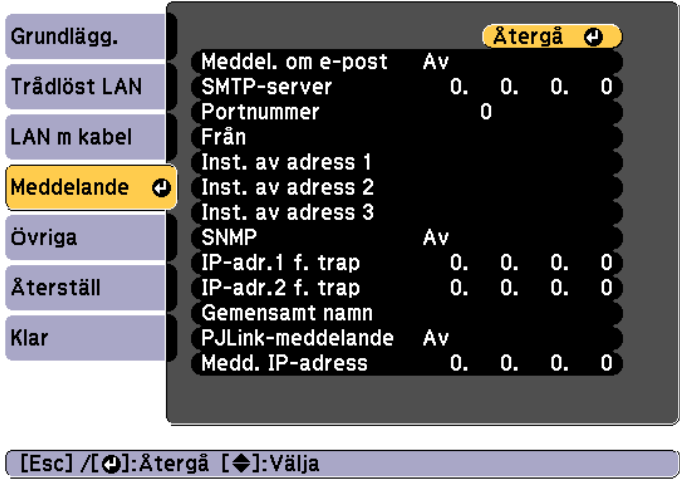 Grundlägg.
Trådlöst LAN
LAN m kabel
Meddelande
Övriga
Återställ
Klar
Återgå
Meddel. om e-post Av
SMTP-server 0. 0. 0. 0
Portnummer 0
Från
Inst. av adress 1
Inst. av adress 2
Inst. av adress 3
SNMP Av
IP-adr.1 f. trap 0. 0. 0. 0
IP-adr.2 f. trap 0. 0. 0. 0
Gemensamt namn
PJLink-meddelande Av
Medd. IP-adress 0. 0. 0. 0
[Esc] /[⏎]:Återgå [◆]:Välja